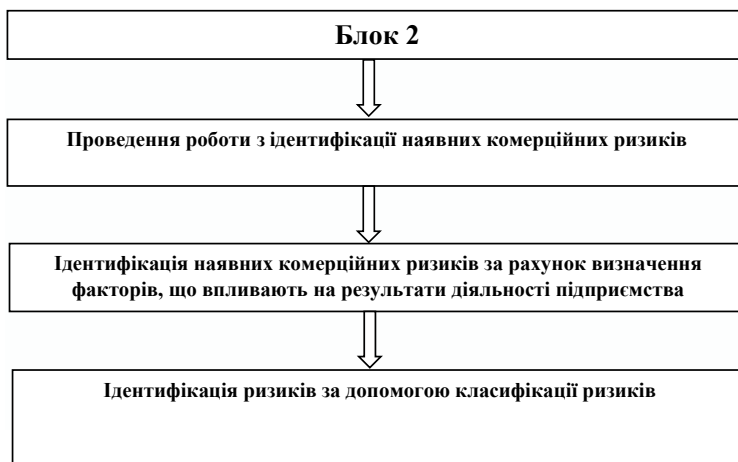 Блок 2
Проведення роботи з ідентифікації наявних комерційних ризиків
Ідентифікація наявних комерційних ризиків за рахунок визначення
факторів, що впливають на результати діяльності підприємства
Ідентифікація ризиків за допомогою класифікації ризиків